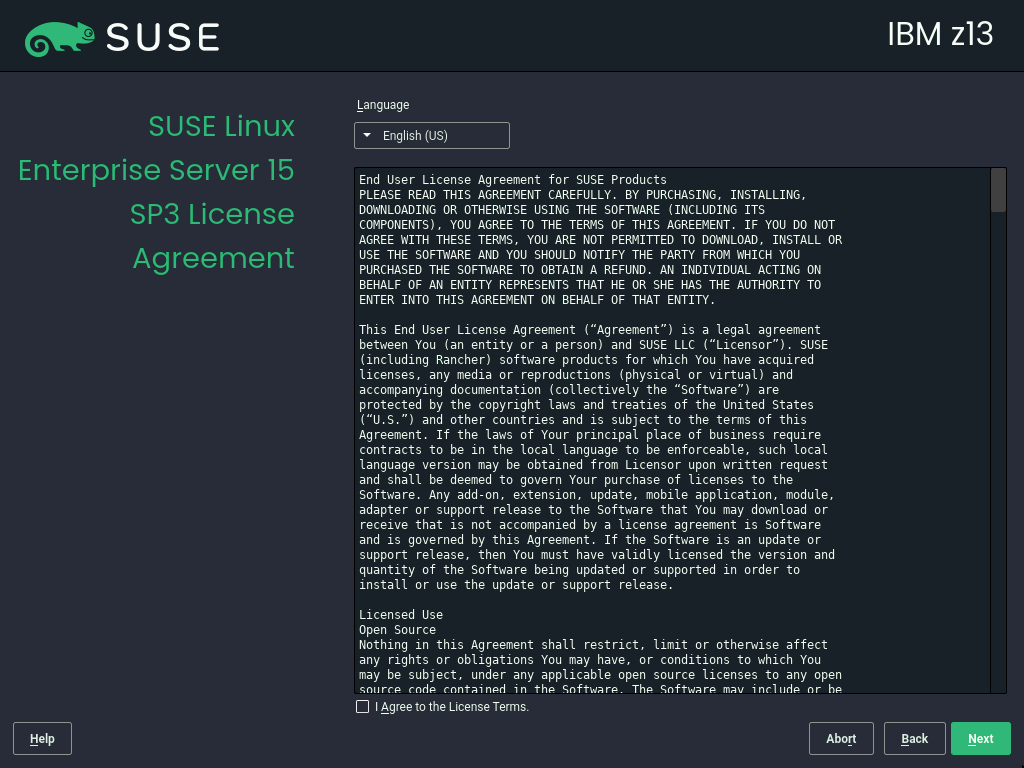 SUSE
IBM z13
SUSE Linux
Enterprise Server 15
SP3 License
Agreement
Language
English (US)
End User License Agreement for SUSE Products
PLEASE READ THIS AGREEMENT CAREFULLY. BY PURCHASING, INSTALLING,
DOWNLOADING OR OTHERWISE USING THE SOFTWARE (INCLUDING ITS
COMPONENTS), YOU AGREE TO THE TERMS OF THIS AGREEMENT. IF YOU DO NOT
AGREE WITH THESE TERMS, YOU ARE NOT PERMITTED TO DOWNLOAD, INSTALL OR
USE THE SOFTWARE AND YOU SHOULD NOTIFY THE PARTY FROM WHICH YOU
PURCHASED THE SOFTWARE TO OBTAIN A REFUND. AN INDIVIDUAL ACTING ON
BEHALF OF AN ENTITY REPRESENTS THAT HE OR SHE HAS THE AUTHORITY TO
ENTER INTO THIS AGREEMENT ON BEHALF OF THAT ENTITY.
This End User License Agreement (“Agreement”) is a legal agreement
between You (an entity or a person) and SUSE LLC (“Licensor”). SUSE
(including Rancher) software products for which You have acquired
licenses, any media or reproductions (physical or virtual) and
accompanying documentation (collectively the “Software”) are
protected by the copyright laws and treaties of the United States
(“U.S.”) and other countries and is subject to the terms of this
Agreement. If the laws of Your principal place of business require
contracts to be in the local language to be enforceable, such local
language version may be obtained from Licensor upon written request
and shall be deemed to govern Your purchase of licenses to the
Software. Any add-on, extension, update, mobile application, module,
adapter or support release to the Software that You may download or
receive that is not accompanied by a license agreement is Software
and is governed by this Agreement. If the Software is an update or
support release, then You must have validly licensed the version and
quantity of the Software being updated or supported in order to
install or use the update or support release.
Licensed Use
Open Source
Nothing in this Agreement shall restrict, limit or otherwise affect
any rights or obligations You may have, or conditions to which You
may be subject, under any applicable open source licenses to any open
source code contained in the Software. The Software may include or be
I Agree to the License Terms.
Help
Abort
Back
Next